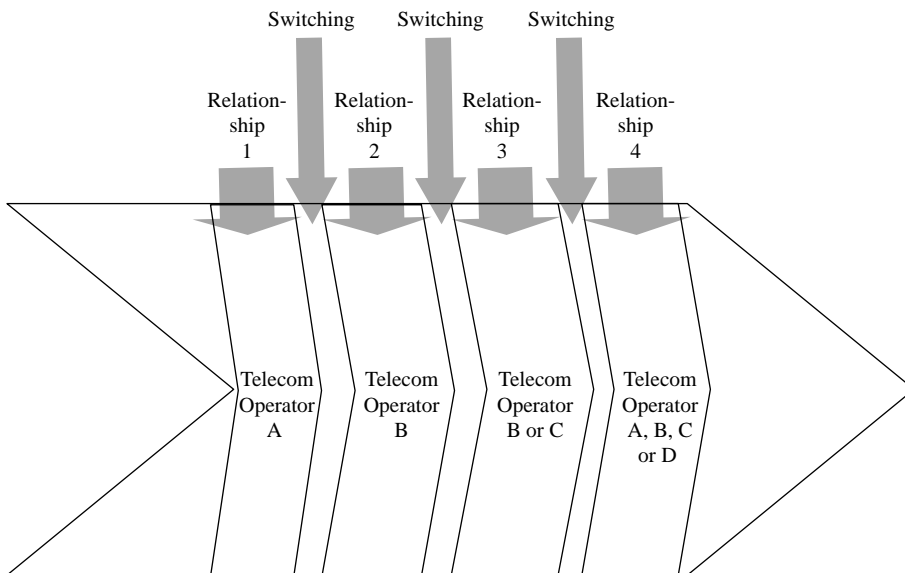 Switching
Switching
Switching
Relation-
ship
1
Relation-
ship
2
Relation-
ship
3
Relation-
ship
4
Telecom
Operator
A
Telecom
Operator
B
Telecom
Operator
B or C
Telecom
Operator
A, B, C
or D